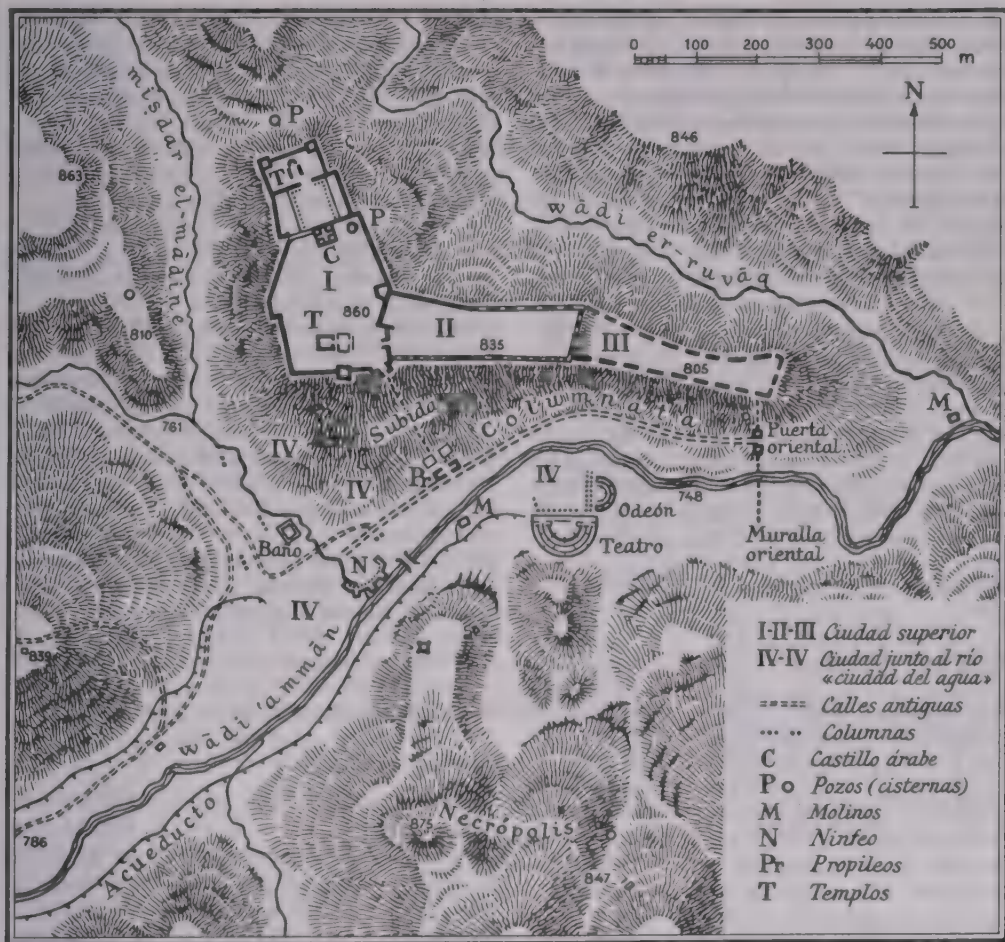 0 100 200 300 400 500 m
N
misdar el-mādine
863
P
846
T
P
wādi er-ruvāq
C
I
810
860
T
II
835
III
805
M
761
IV
Subida
Columnata
Puerta
oriental
IV
Pr
IV
748
M
Odeón
Baño
Teatro
Muralla
oriental
N
IV
839
wādi 'ammān
Acueducto
786
875
Necrópolis
847
I-II-III Ciudad superior
IV-IV Ciudad junto al río
«ciudad del agua»
Calles antiguas
Columnas
C Castillo árabe
P o Pozos (cisternas)
M Molinos
N Ninfeo
Pr Propileos
T Templos